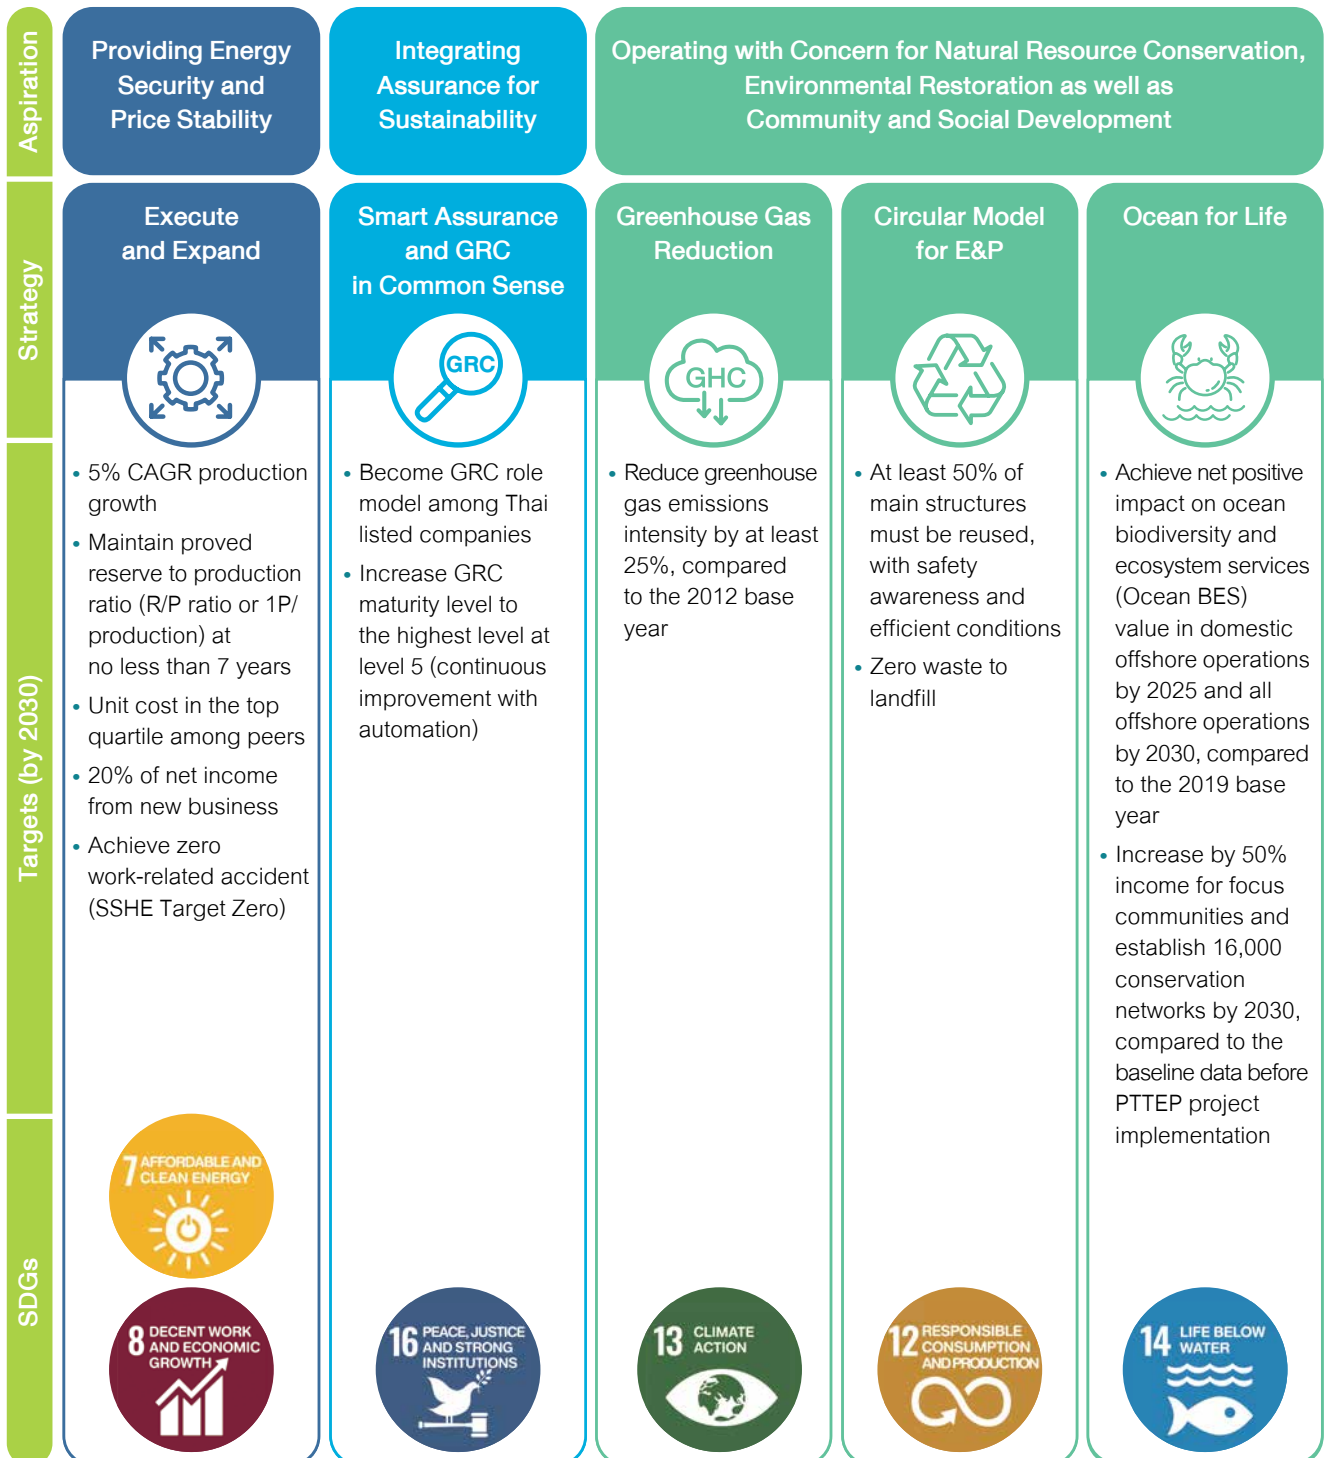 Aspiration
Providing Energy
Security and
Price Stability
Integrating
Assurance for
Sustainability
Operating with Concern for Natural Resource Conservation,
Environmental Restoration as well as
Community and Social Development
Strategy
Execute
and Expand
Smart Assurance
and GRC
in Common Sense
GRC
Greenhouse Gas
Reduction
GHC
Circular Model
for E&P
Ocean for Life
Targets (by 2030)
• 5% CAGR production
growth
• Maintain proved
reserve to production
ratio (R/P ratio or 1P/
production) at
no less than 7 years
• Unit cost in the top
quartile among peers
• 20% of net income
from new business
• Achieve zero
work-related accident
(SSHE Target Zero)
• Become GRC role
model among Thai
listed companies
• Increase GRC
maturity level to
the highest level at
level 5 (continuous
improvement with
automation)
• Reduce greenhouse
gas emissions
intensity by at least
25%, compared
to the 2012 base
year
• At least 50% of
main structures
must be reused,
with safety
awareness and
efficient conditions
• Zero waste to
landfill
• Achieve net positive
impact on ocean
biodiversity and
ecosystem services
(Ocean BES)
value in domestic
offshore operations
by 2025 and all
offshore operations
by 2030, compared
to the 2019 base
year
• Increase by 50%
income for focus
communities and
establish 16,000
conservation
networks by 2030,
compared to the
baseline data before
PTTEP project
implementation
SDGs
7 AFFORDABLE AND
CLEAN ENERGY
8 DECENT WORK
AND ECONOMIC
GROWTH
16 PEACE, JUSTICE
AND STRONG
INSTITUTIONS
13 CLIMATE
ACTION
12 RESPONSIBLE
CONSUMPTION
AND PRODUCTION
14 LIFE BELOW
WATER